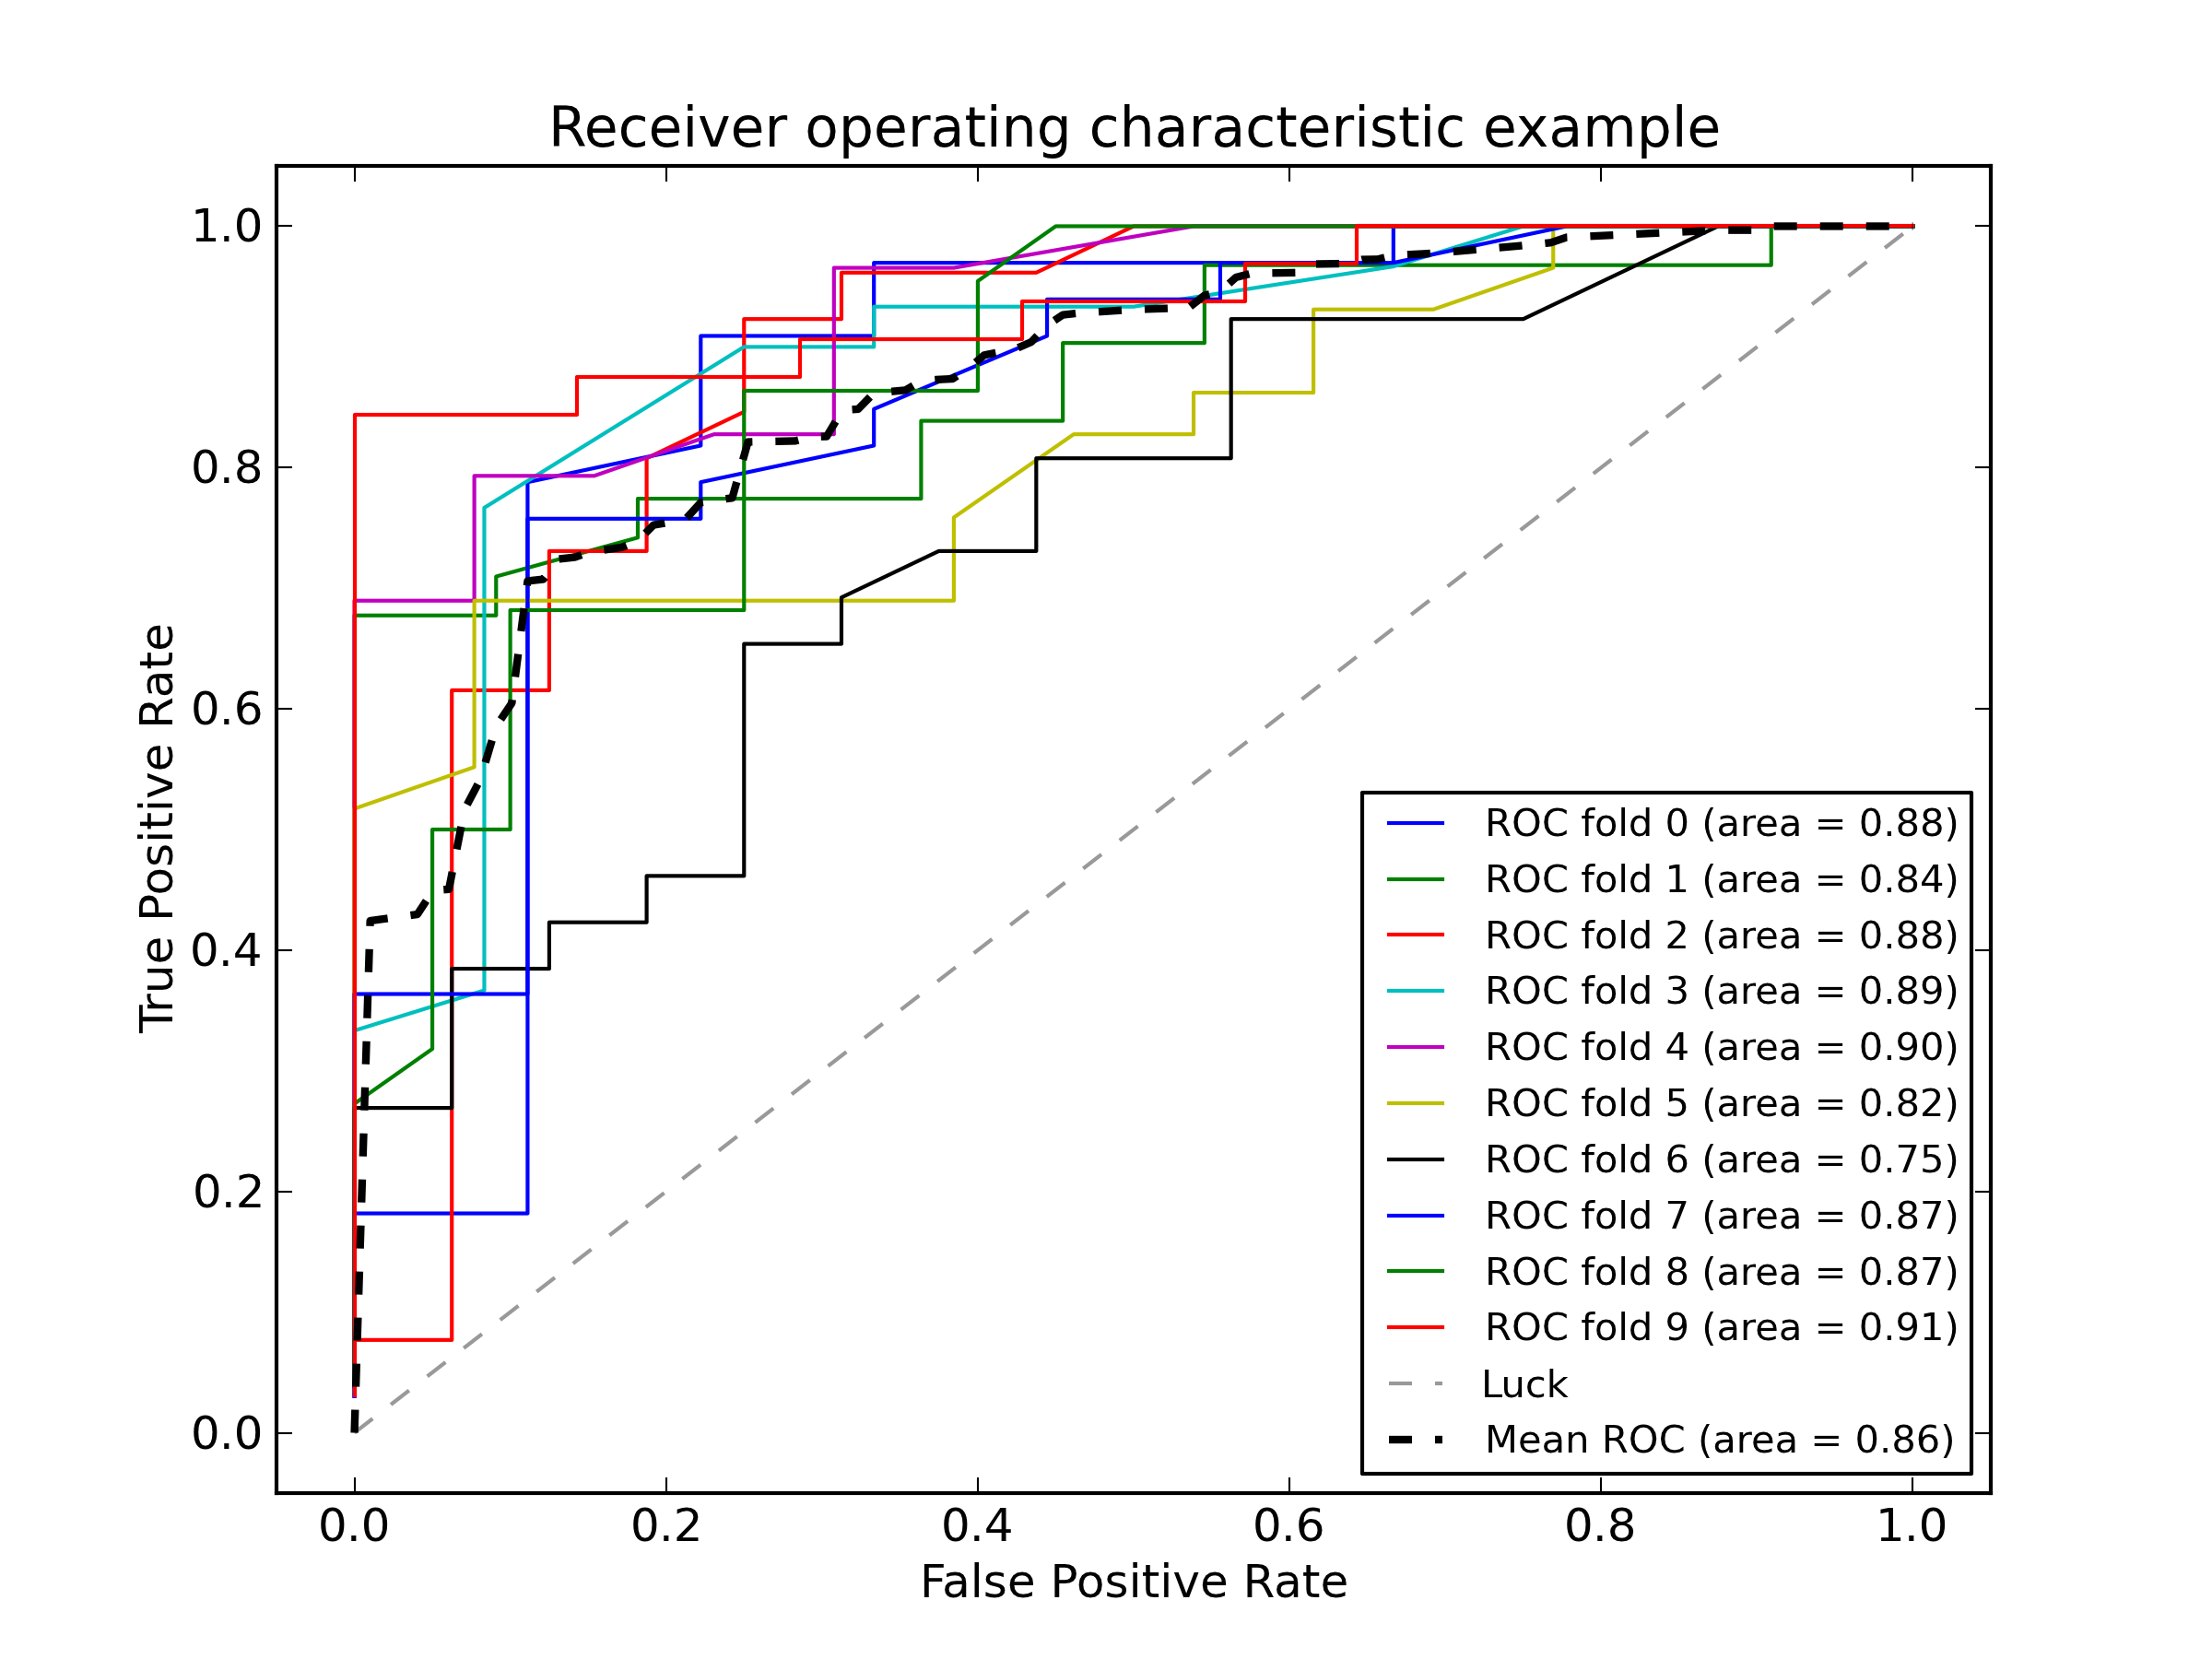 Receiver operating characteristic example
1.0
0.8
0.6
0.4
0.2
0.0
True Positive Rate
0.0 0.2 0.4 0.6 0.8 1.0
False Positive Rate
ROC fold 0 (area = 0.88)
ROC fold 1 (area = 0.84)
ROC fold 2 (area = 0.88)
ROC fold 3 (area = 0.89)
ROC fold 4 (area = 0.90)
ROC fold 5 (area = 0.82)
ROC fold 6 (area = 0.75)
ROC fold 7 (area = 0.87)
ROC fold 8 (area = 0.87)
ROC fold 9 (area = 0.91)
Luck
Mean ROC (area = 0.86)